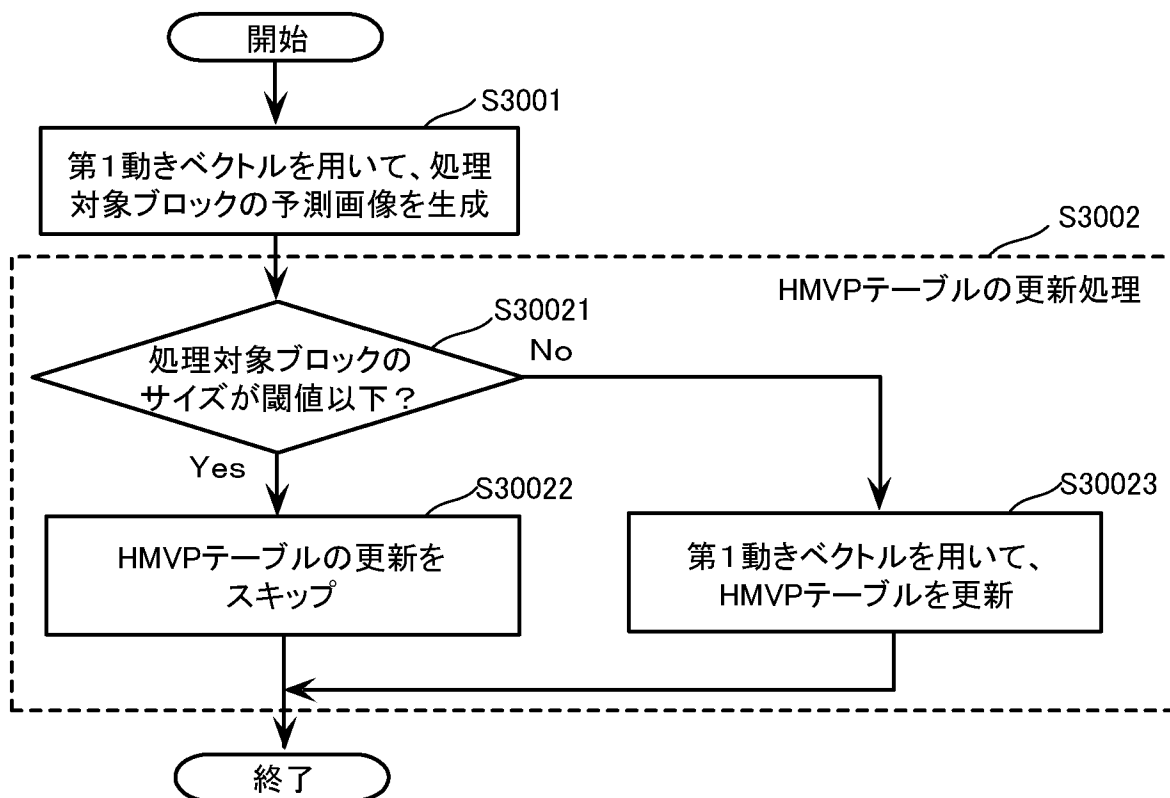 開始
S3001
第1動きベクトルを用いて、処理
対象ブロックの予測画像を生成
S3002
HMVPテーブルの更新処理
S30021
処理対象ブロックの
サイズが閾値以下？
No
Yes
S30022
HMVPテーブルの更新を
スキップ
S30023
第1動きベクトルを用いて、
HMVPテーブルを更新
終了